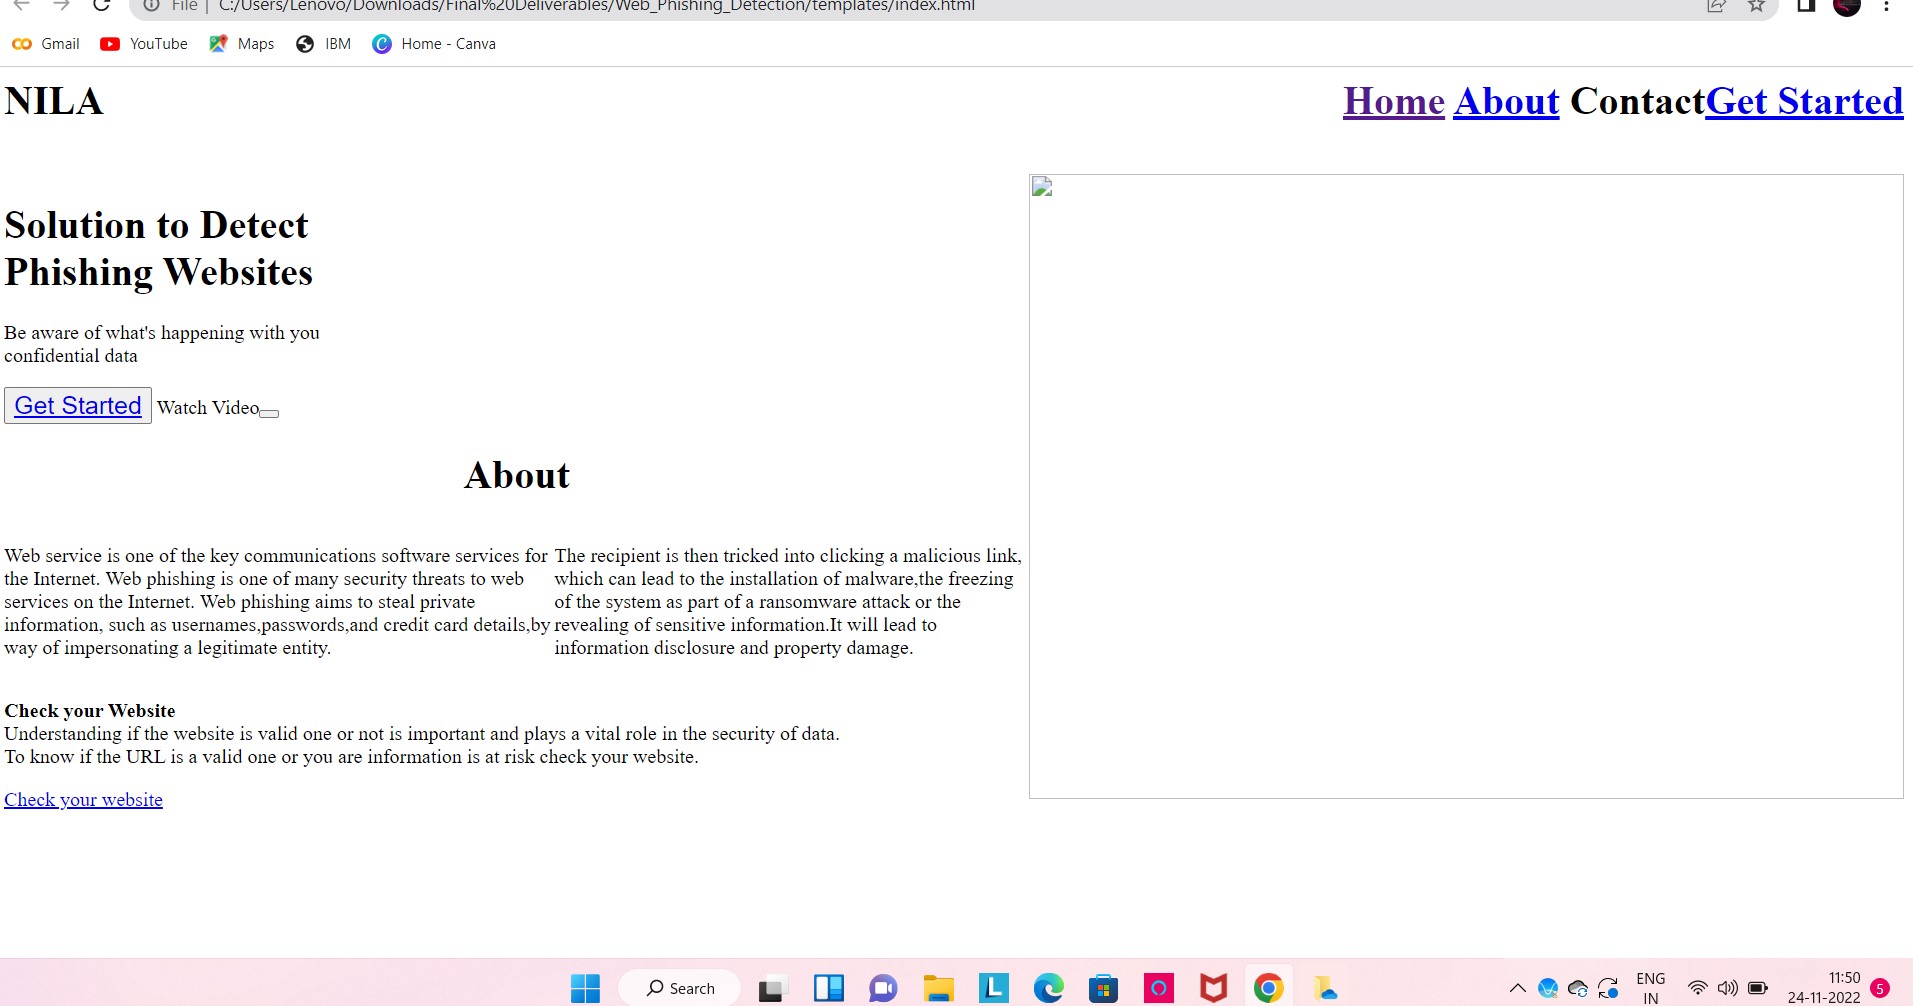 File | C:/Users/Lenovo/Downloads/Final%20Deliverables/Web_Phishing_Detection/templates/index.html
Gmail YouTube Maps IBM Home - Canva
NILA
Home About ContactGet Started
Solution to Detect
Phishing Websites
Be aware of what's happening with you
confidential data
Get Started Watch Video
About
Web service is one of the key communications software services for
the Internet. Web phishing is one of many security threats to web
services on the Internet. Web phishing aims to steal private
information, such as usernames,passwords,and credit card details,by
way of impersonating a legitimate entity.
The recipient is then tricked into clicking a malicious link,
which can lead to the installation of malware,the freezing
of the system as part of a ransomware attack or the
revealing of sensitive information.It will lead to
information disclosure and property damage.
Check your Website
Understanding if the website is valid one or not is important and plays a vital role in the security of data.
To know if the URL is a valid one or you are information is at risk check your website.
Check your website
Search
L
ENG
IN
11:50
24-11-2022
5